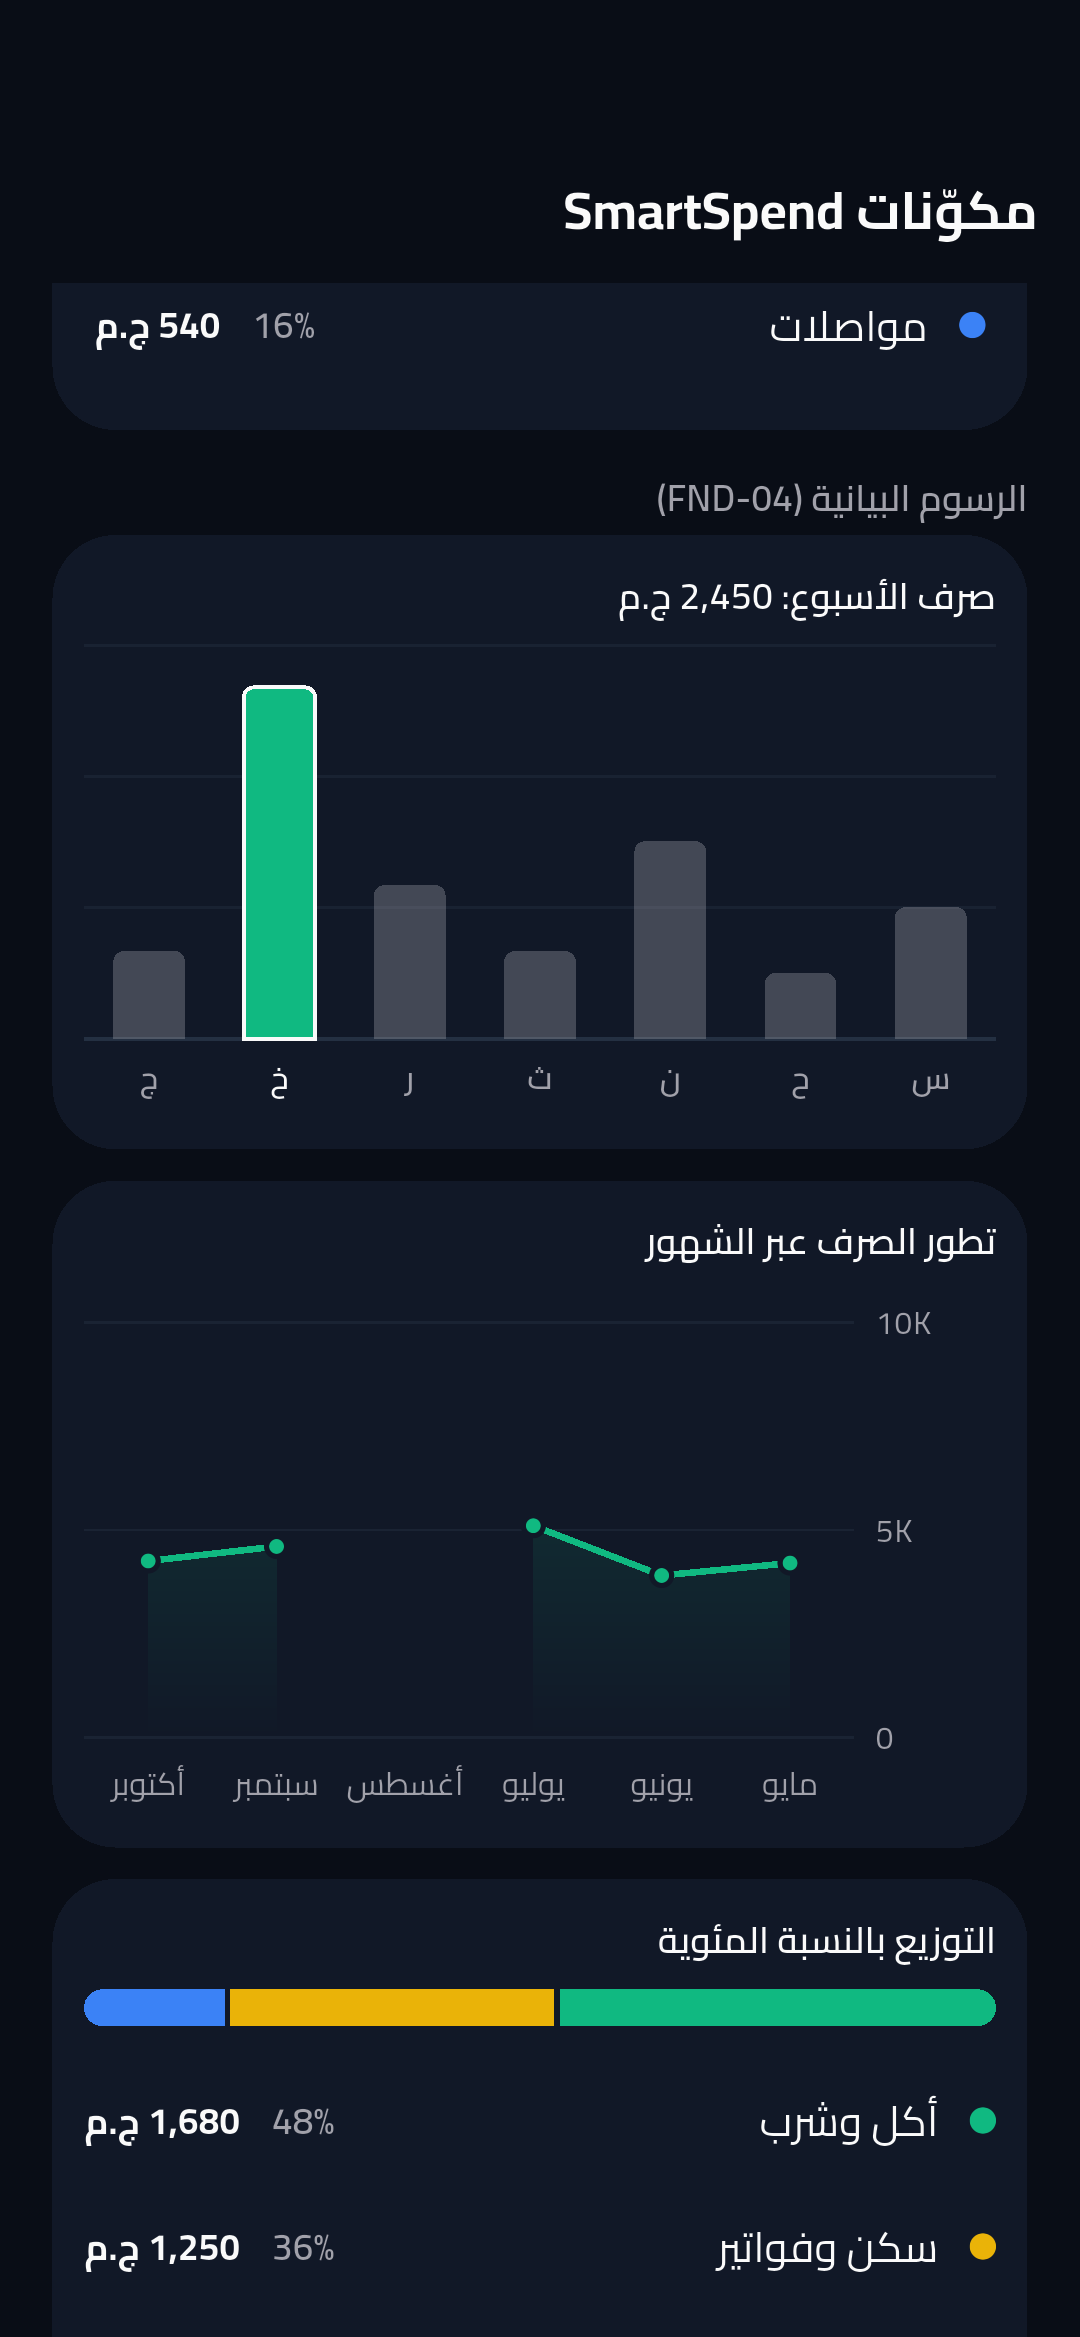 مكوّنات SmartSpend
مواصلات 16% 540 ج.م
الرسوم البيانية (FND-04)
صرف الأسبوع: 2,450 ج.م
س ح ن ث ر خ ج
تطور الصرف عبر الشهور
10K
5K
0
مايو يونيو يوليو أغسطس سبتمبر أكتوبر
التوزيع بالنسبة المئوية
أكل وشرب 48% 1,680 ج.م
سكن وفواتير 36% 1,250 ج.م